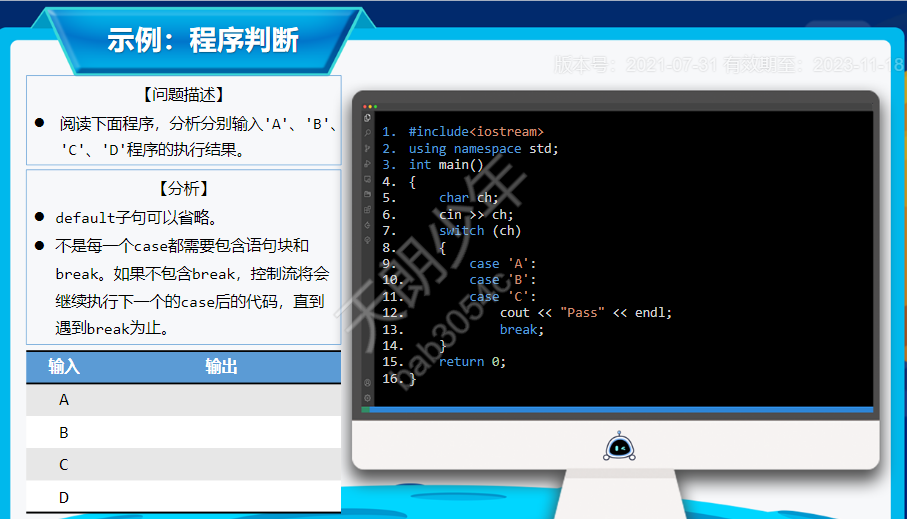 示例：程序判断
版本号：2021-07-31 有效期至：2023-11-18
【问题描述】
● 阅读下面程序，分析分别输入'A'、'B'、
'C'、'D'程序的执行结果。
【分析】
● default子句可以省略。
● 不是每一个case都需要包含语句块和
break。如果不包含break，控制流将会
继续执行下一个的case后的代码，直到
遇到break为止。
输入 输出
A
B
C
D
1. #include<iostream>
2. using namespace std;
3. int main()
4. {
5. char ch;
6. cin >> ch;
7. switch (ch)
8. {
9. case 'A':
10. case 'B':
11. case 'C':
12. cout << "Pass" << endl;
13. break;
14. }
15. return 0;
16. }
天朗少年
bab3054c